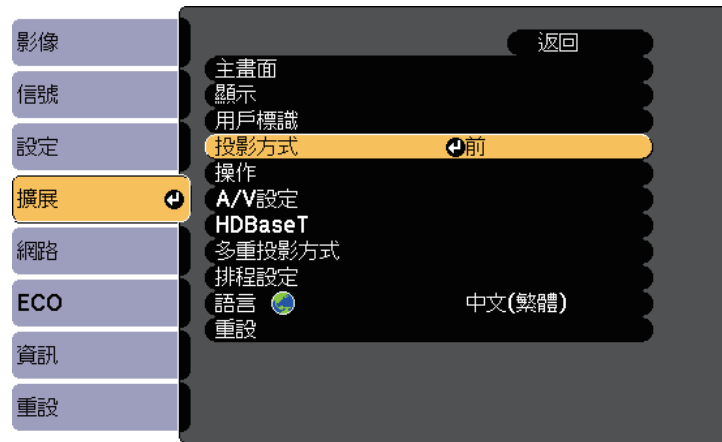 影像
信號
設定
擴展
網路
ECO
資訊
重設
返回
主畫面
顯示
用戶標識
投影方式 前
操作
A/V設定
HDBaseT
多重投影方式
排程設定
語言 中文(繁體)
重設